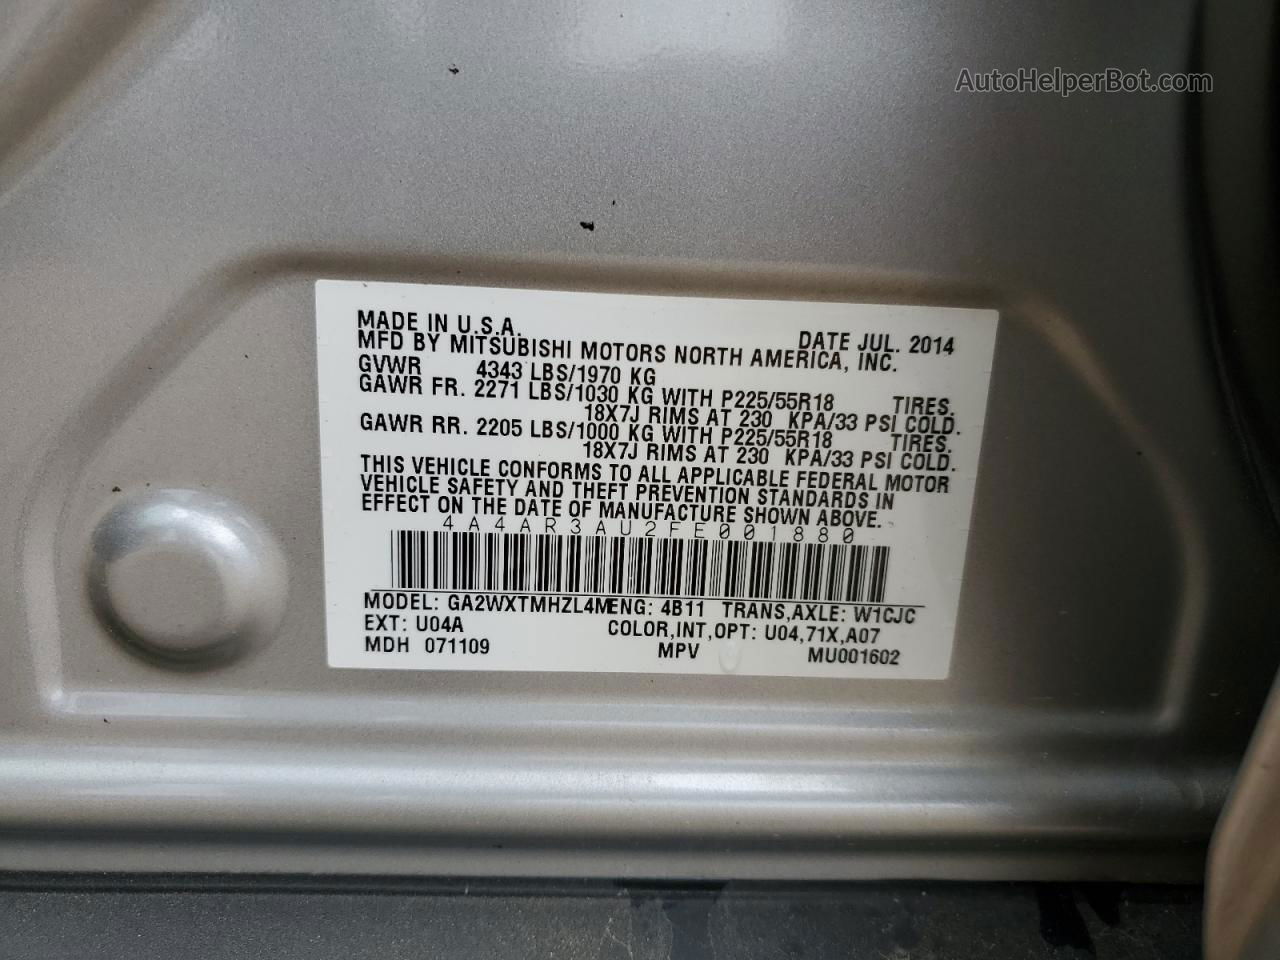 AutoHelperBot.com
MADE IN U.S.A. DATE JUL. 2014
MFD BY MITSUBISHI MOTORS NORTH AMERICA, INC.
GVWR 4343 LBS/1970 KG
GAWR FR. 2271 LBS/1030 KG WITH P225/55R18 TIRES.
18X7J RIMS AT 230 KPA/33 PSI COLD.
GAWR RR. 2205 LBS/1000 KG WITH P225/55R18 TIRES.
18X7J RIMS AT 230 KPA/33 PSI COLD.
THIS VEHICLE CONFORMS TO ALL APPLICABLE FEDERAL MOTOR
VEHICLE SAFETY AND THEFT PREVENTION STANDARDS IN
EFFECT ON THE DATE OF MANUFACTURE SHOWN ABOVE.
4A4AR3AU2FE001880
MODEL: GA2WXTMHZL4M ENG: 4B11 TRANS,AXLE: W1CJC
EXT: U04A COLOR,INT,OPT: U04,71X,A07
MDH 071109 MPV MU001602